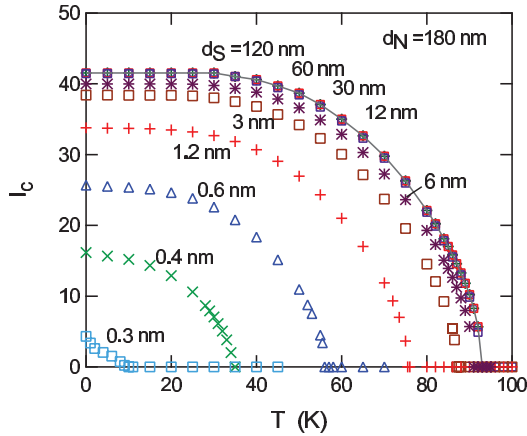 50
40
30
20
10
0
I_c
d_S=120 nm
d_N=180 nm
60 nm
30 nm
12 nm
3 nm
1.2 nm
6 nm
0.6 nm
0.4 nm
0.3 nm
0 20 40 60 80 100
T (K)